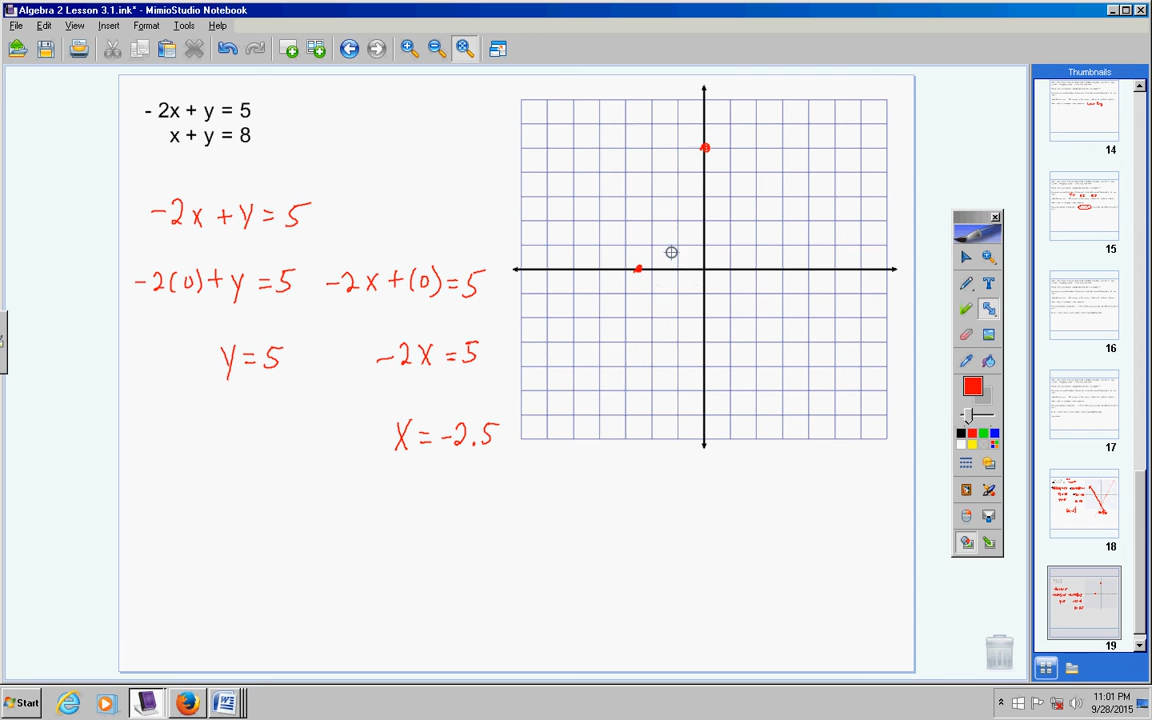 Algebra 2 Lesson 3.1.ink* - MimioStudio Notebook
File Edit View Insert Format Tools Help
- 2x + y = 5
x + y = 8
-2x + y = 5
-2(0) + y = 5 -2x + (0) = 5
y = 5 -2x = 5
x = -2.5
Thumbnails
14
15
16
17
18
19
Start
11:01 PM
9/28/2015